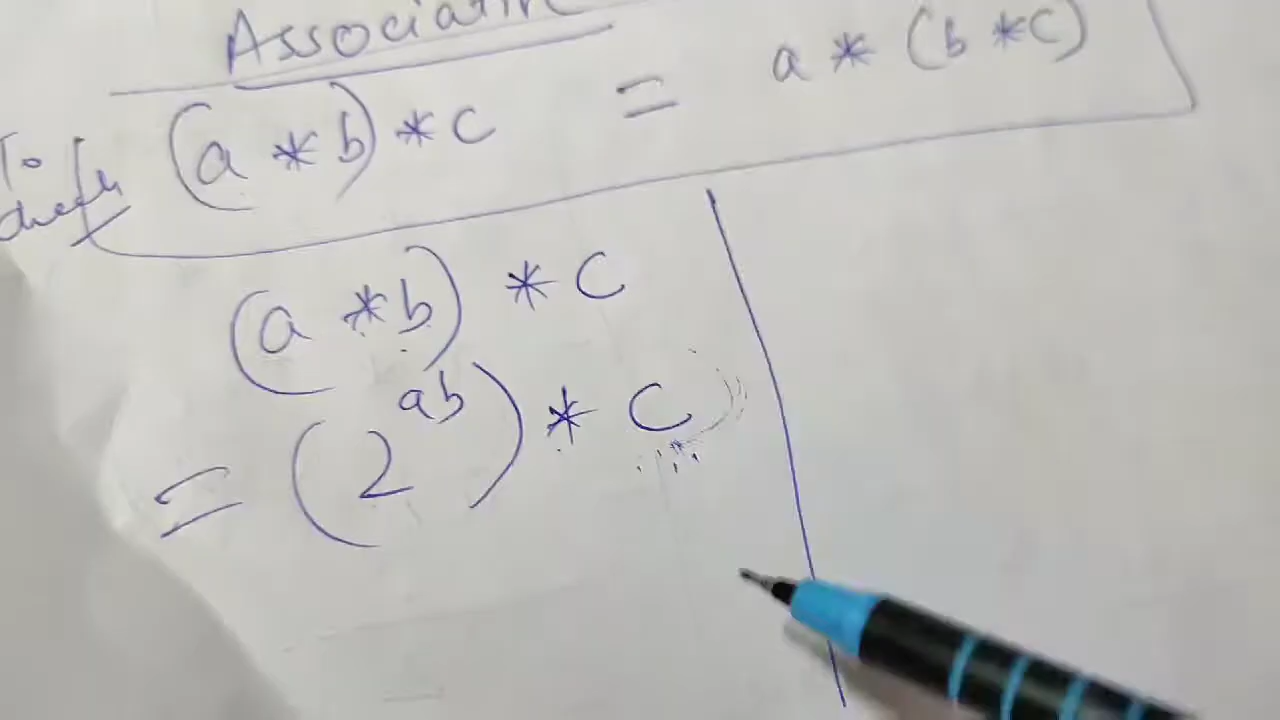 Associative
To check (a * b) * c = a * (b * c)
(a * b) * c
= (2^{ab}) * c